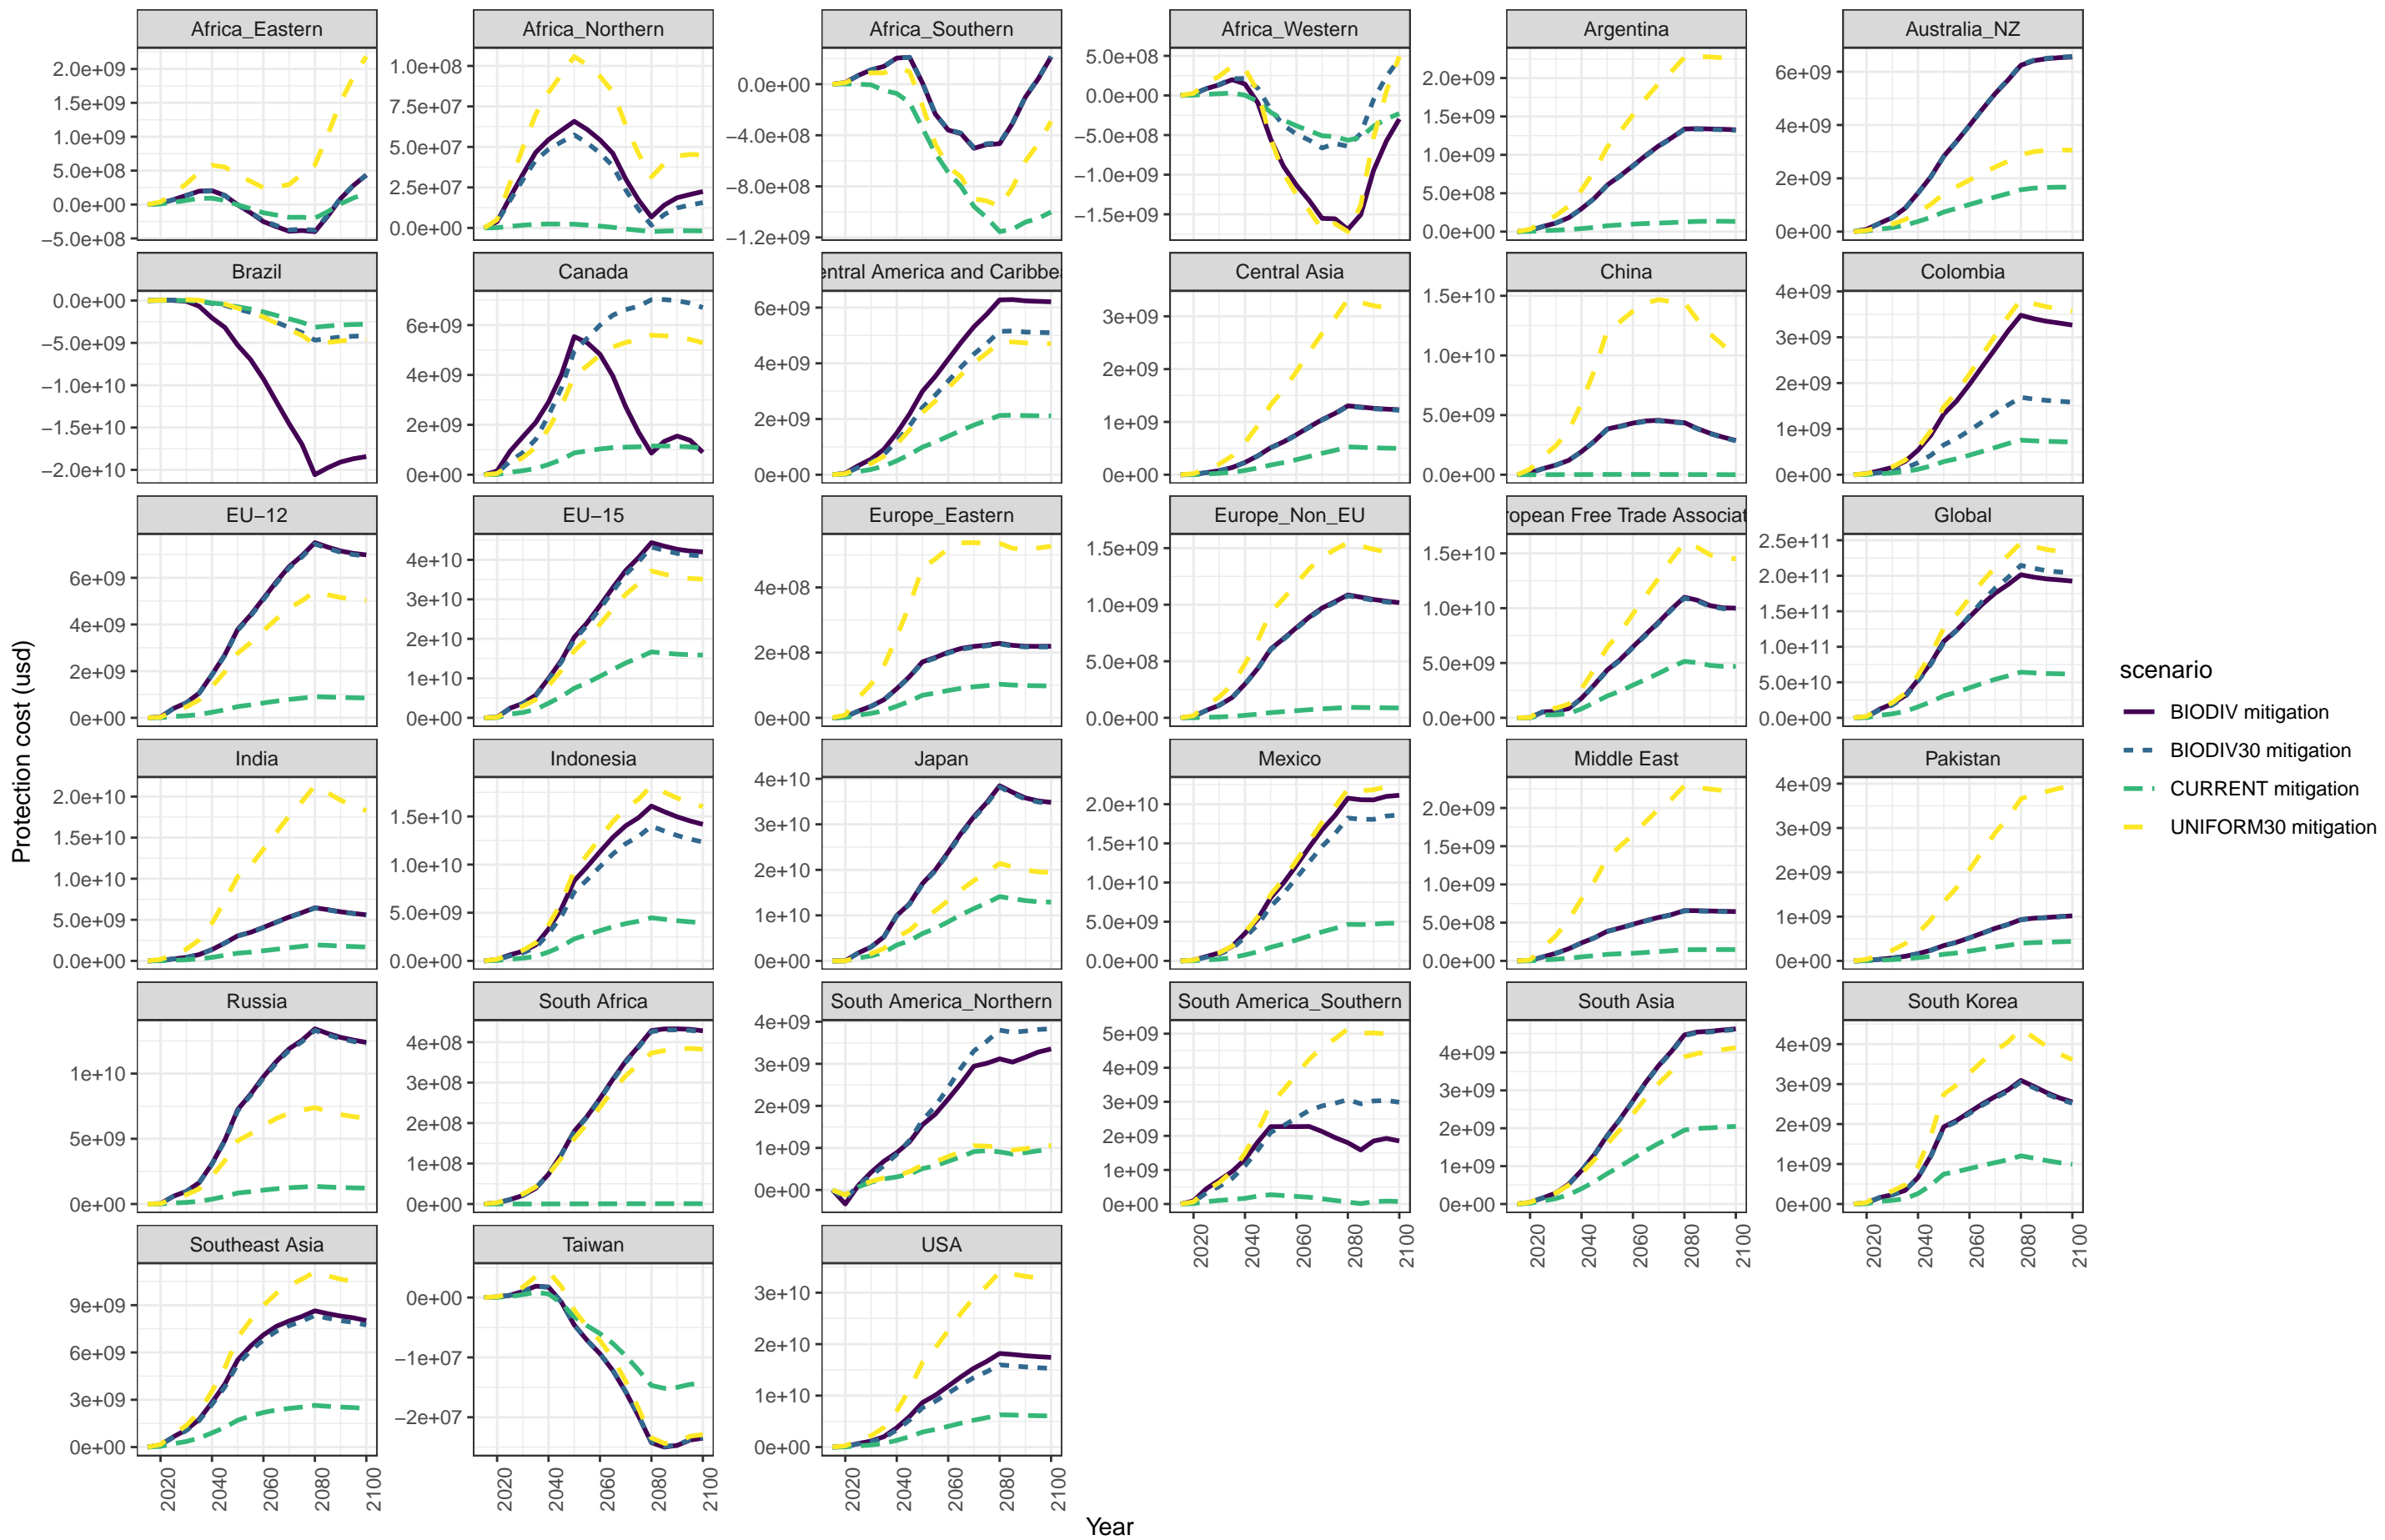 Africa_Eastern
Africa_Northern
Africa_Southern
Africa_Western
Argentina
Australia_NZ
2.0e+09
1.5e+09
1.0e+09
5.0e+08
0.0e+00
−5.0e+08
1.0e+08
7.5e+07
5.0e+07
2.5e+07
0.0e+00
0.0e+00
−4.0e+08
−8.0e+08
−1.2e+09
5.0e+08
0.0e+00
−5.0e+08
−1.0e+09
−1.5e+09
2.0e+09
1.5e+09
1.0e+09
5.0e+08
0.0e+00
6e+09
4e+09
2e+09
0e+00
Brazil
Canada
entral America and Caribbea
Central Asia
China
Colombia
0.0e+00
−5.0e+09
−1.0e+10
−1.5e+10
−2.0e+10
6e+09
4e+09
2e+09
0e+00
6e+09
4e+09
2e+09
0e+00
3e+09
2e+09
1e+09
0e+00
1.5e+10
1.0e+10
5.0e+09
0.0e+00
4e+09
3e+09
2e+09
1e+09
0e+00
EU−12
EU−15
Europe_Eastern
Europe_Non_EU
ropean Free Trade Associat
Global
6e+09
4e+09
2e+09
0e+00
4e+10
3e+10
2e+10
1e+10
0e+00
4e+08
2e+08
0e+00
1.5e+09
1.0e+09
5.0e+08
0.0e+00
1.5e+10
1.0e+10
5.0e+09
0.0e+00
2.5e+11
2.0e+11
1.5e+11
1.0e+11
5.0e+10
0.0e+00
India
Indonesia
Japan
Mexico
Middle East
Pakistan
2.0e+10
1.5e+10
1.0e+10
5.0e+09
0.0e+00
1.5e+10
1.0e+10
5.0e+09
0.0e+00
4e+10
3e+10
2e+10
1e+10
0e+00
2.0e+10
1.5e+10
1.0e+10
5.0e+09
0.0e+00
2.0e+09
1.5e+09
1.0e+09
5.0e+08
0.0e+00
4e+09
3e+09
2e+09
1e+09
0e+00
Russia
South Africa
South America_Northern
South America_Southern
South Asia
South Korea
1e+10
5e+09
0e+00
4e+08
3e+08
2e+08
1e+08
0e+00
4e+09
3e+09
2e+09
1e+09
0e+00
5e+09
4e+09
3e+09
2e+09
1e+09
0e+00
4e+09
3e+09
2e+09
1e+09
0e+00
4e+09
3e+09
2e+09
1e+09
0e+00
2020 2040 2060 2080 2100
2020 2040 2060 2080 2100
2020 2040 2060 2080 2100
Southeast Asia
Taiwan
USA
9e+09
6e+09
3e+09
0e+00
0e+00
−1e+07
−2e+07
3e+10
2e+10
1e+10
0e+00
2020 2040 2060 2080 2100
2020 2040 2060 2080 2100
2020 2040 2060 2080 2100
Year
Protection cost (usd)
scenario
BIODIV mitigation
BIODIV30 mitigation
CURRENT mitigation
UNIFORM30 mitigation